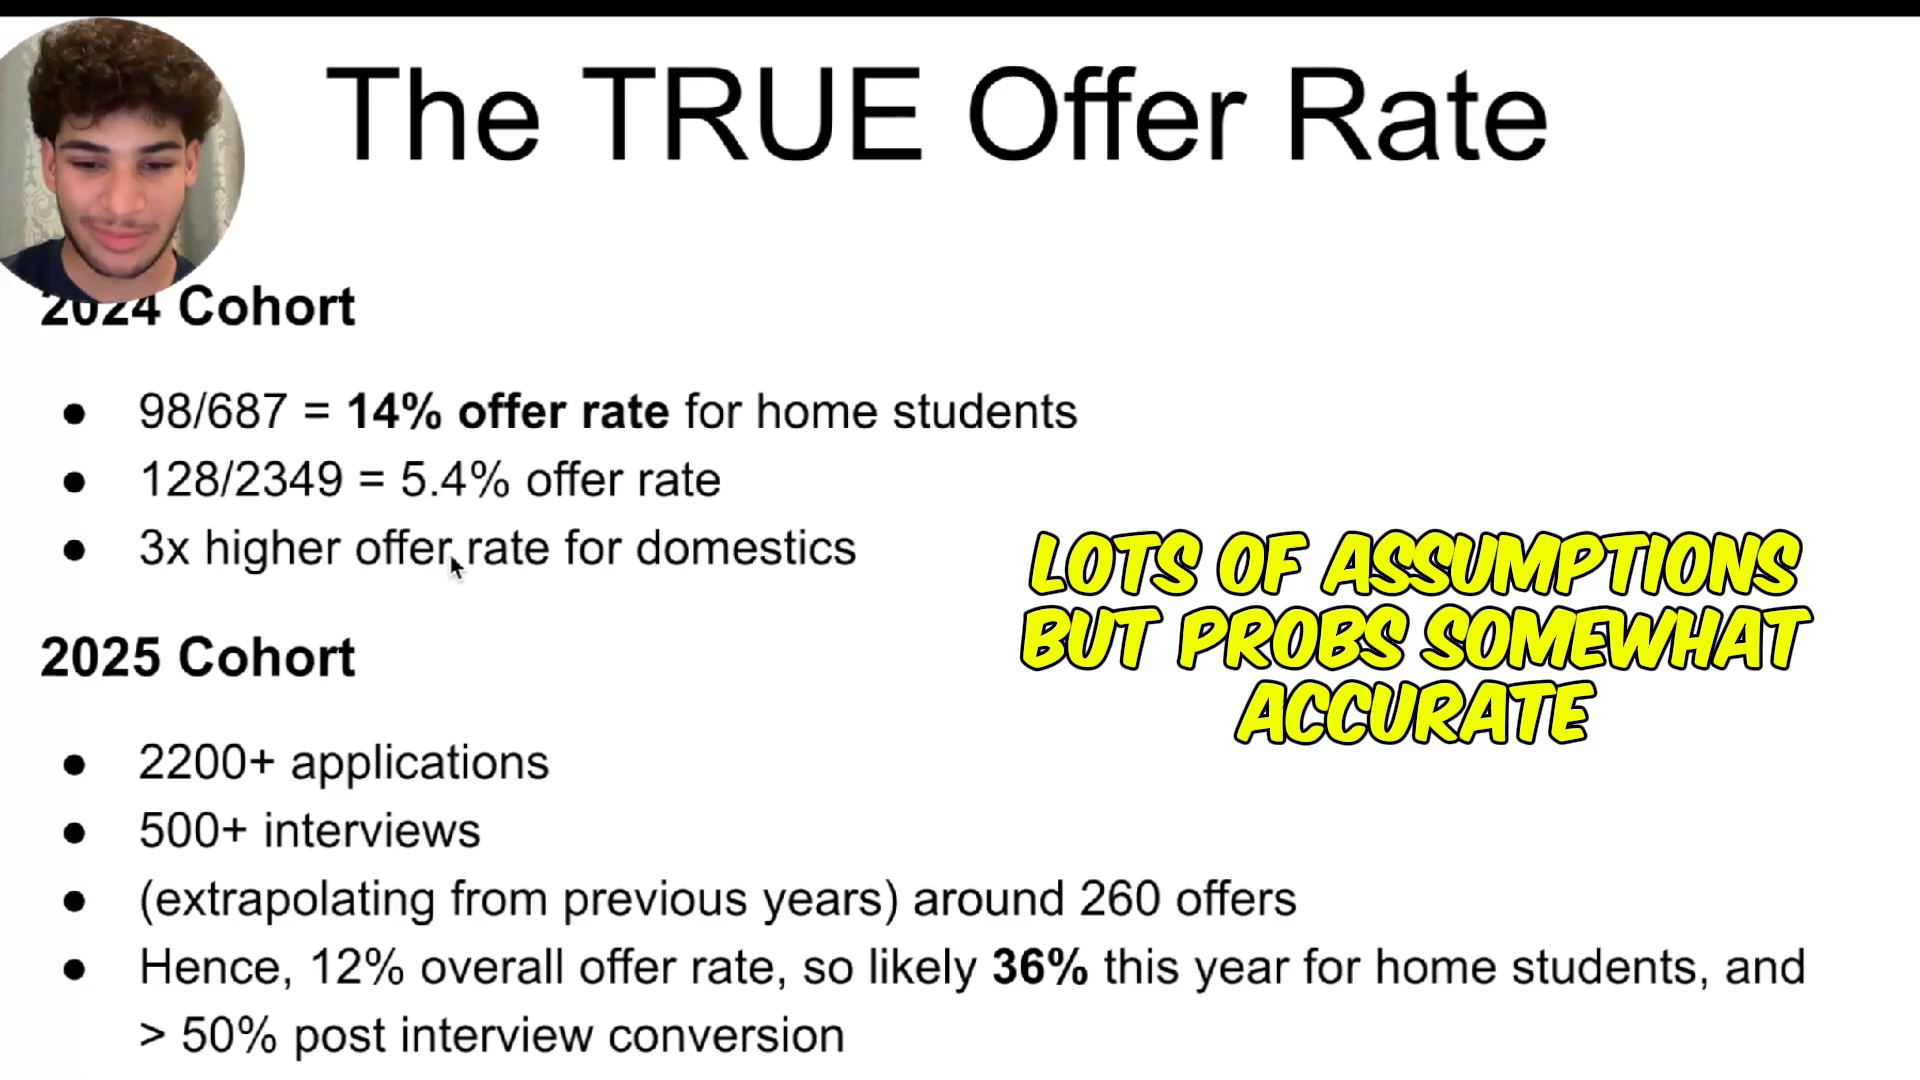 The TRUE Offer Rate
2024 Cohort
● 98/687 = 14% offer rate for home students
● 128/2349 = 5.4% offer rate
● 3x higher offer rate for domestics
LOTS OF ASSUMPTIONS
BUT PROBS SOMEWHAT
ACCURATE
2025 Cohort
● 2200+ applications
● 500+ interviews
● (extrapolating from previous years) around 260 offers
● Hence, 12% overall offer rate, so likely 36% this year for home students, and
> 50% post interview conversion